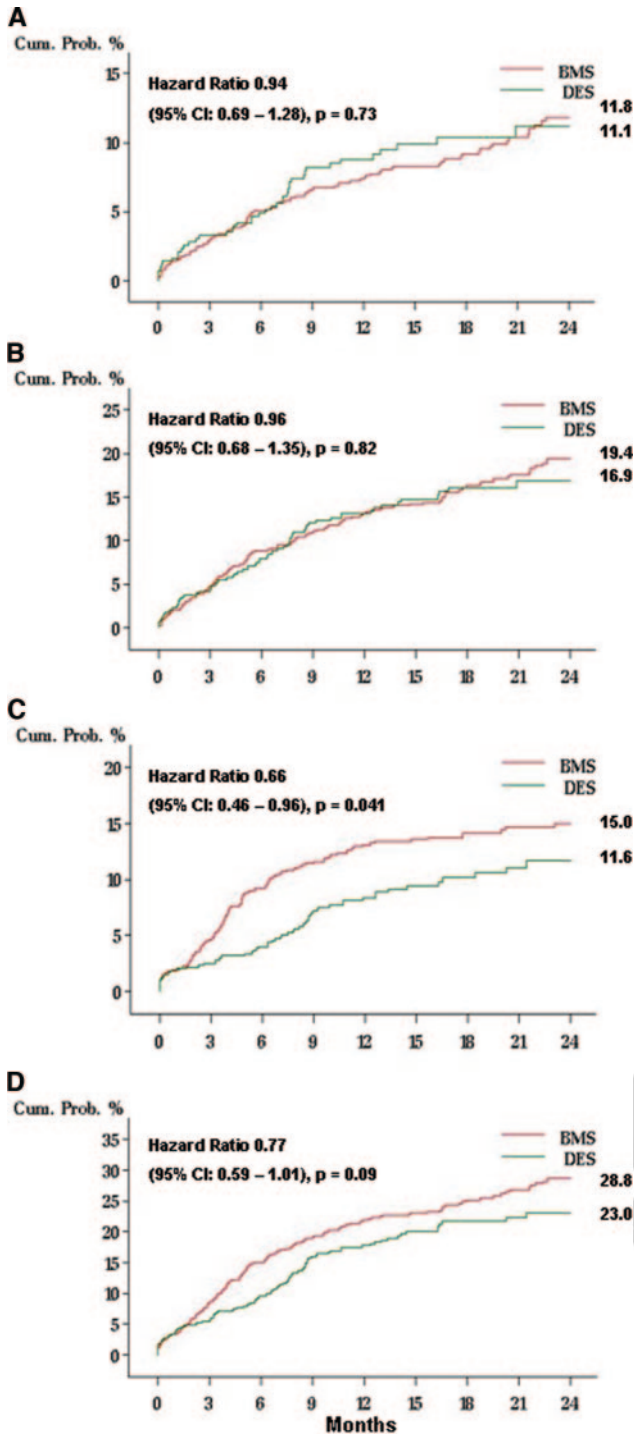 A
Cum. Prob. %
15
10
5
0
Hazard Ratio 0.94
(95% CI: 0.69 – 1.28), p = 0.73
BMS
DES
11.8
11.1
0 3 6 9 12 15 18 21 24
B
Cum. Prob. %
25
20
15
10
5
0
Hazard Ratio 0.96
(95% CI: 0.68 – 1.35), p = 0.82
BMS
DES
19.4
16.9
0 3 6 9 12 15 18 21 24
C
Cum. Prob. %
20
15
10
5
0
Hazard Ratio 0.66
(95% CI: 0.46 – 0.96), p = 0.041
BMS
DES
15.0
11.6
0 3 6 9 12 15 18 21 24
D
Cum. Prob. %
35
30
25
20
15
10
5
0
Hazard Ratio 0.77
(95% CI: 0.59 – 1.01), p = 0.09
BMS
DES
28.8
23.0
0 3 6 9 12 15 18 21 24
Months